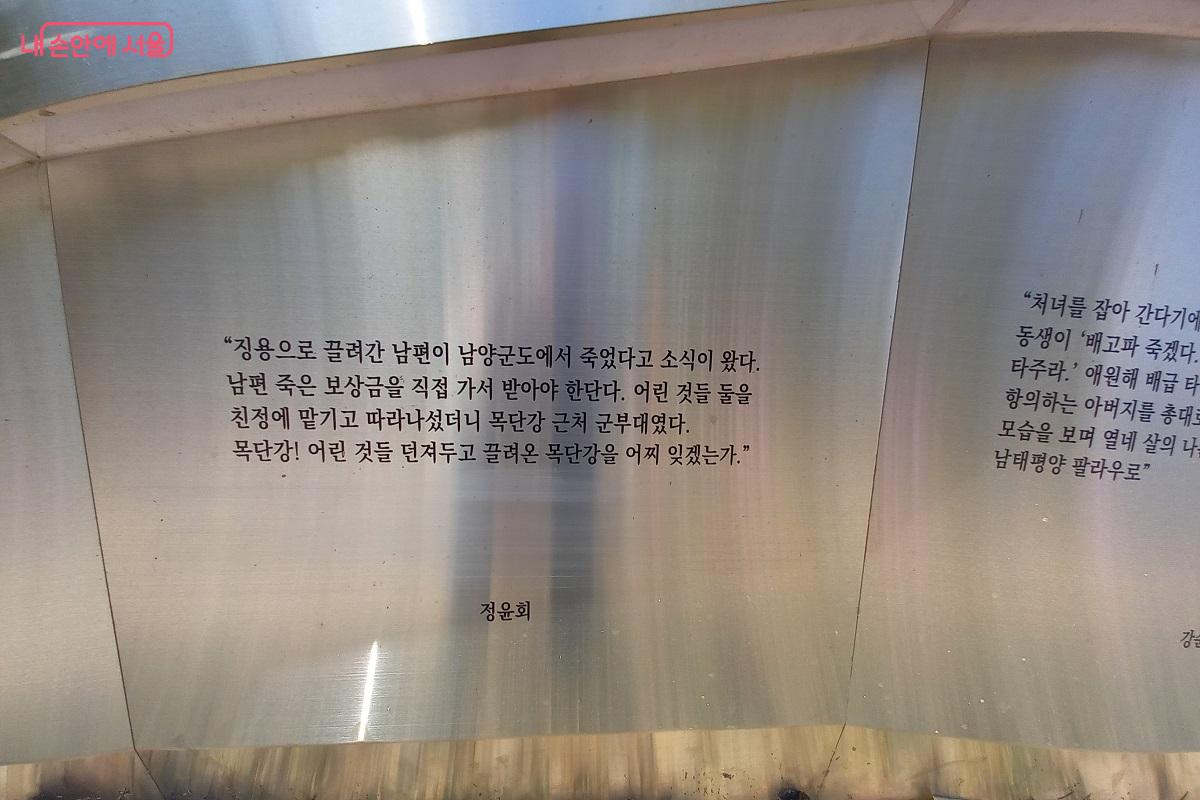 내 손안에 서울
“징용으로 끌려간 남편이 남양군도에서 죽었다고 소식이 왔다.
남편 죽은 보상금을 직접 가서 받아야 한단다. 어린 것들 둘을
친정에 맡기고 따라나섰더니 목단강 근처 군부대였다.
목단강! 어린 것들 던져두고 끌려온 목단강을 어찌 잊겠는가.”
정윤회
“처녀를 잡아 간다기에
동생이 ‘배고파 죽겠다.
타주라.’ 애원해 배급 타
항의하는 아버지를 총대로
모습을 보며 열네 살의 나
남태평양 팔라우로”